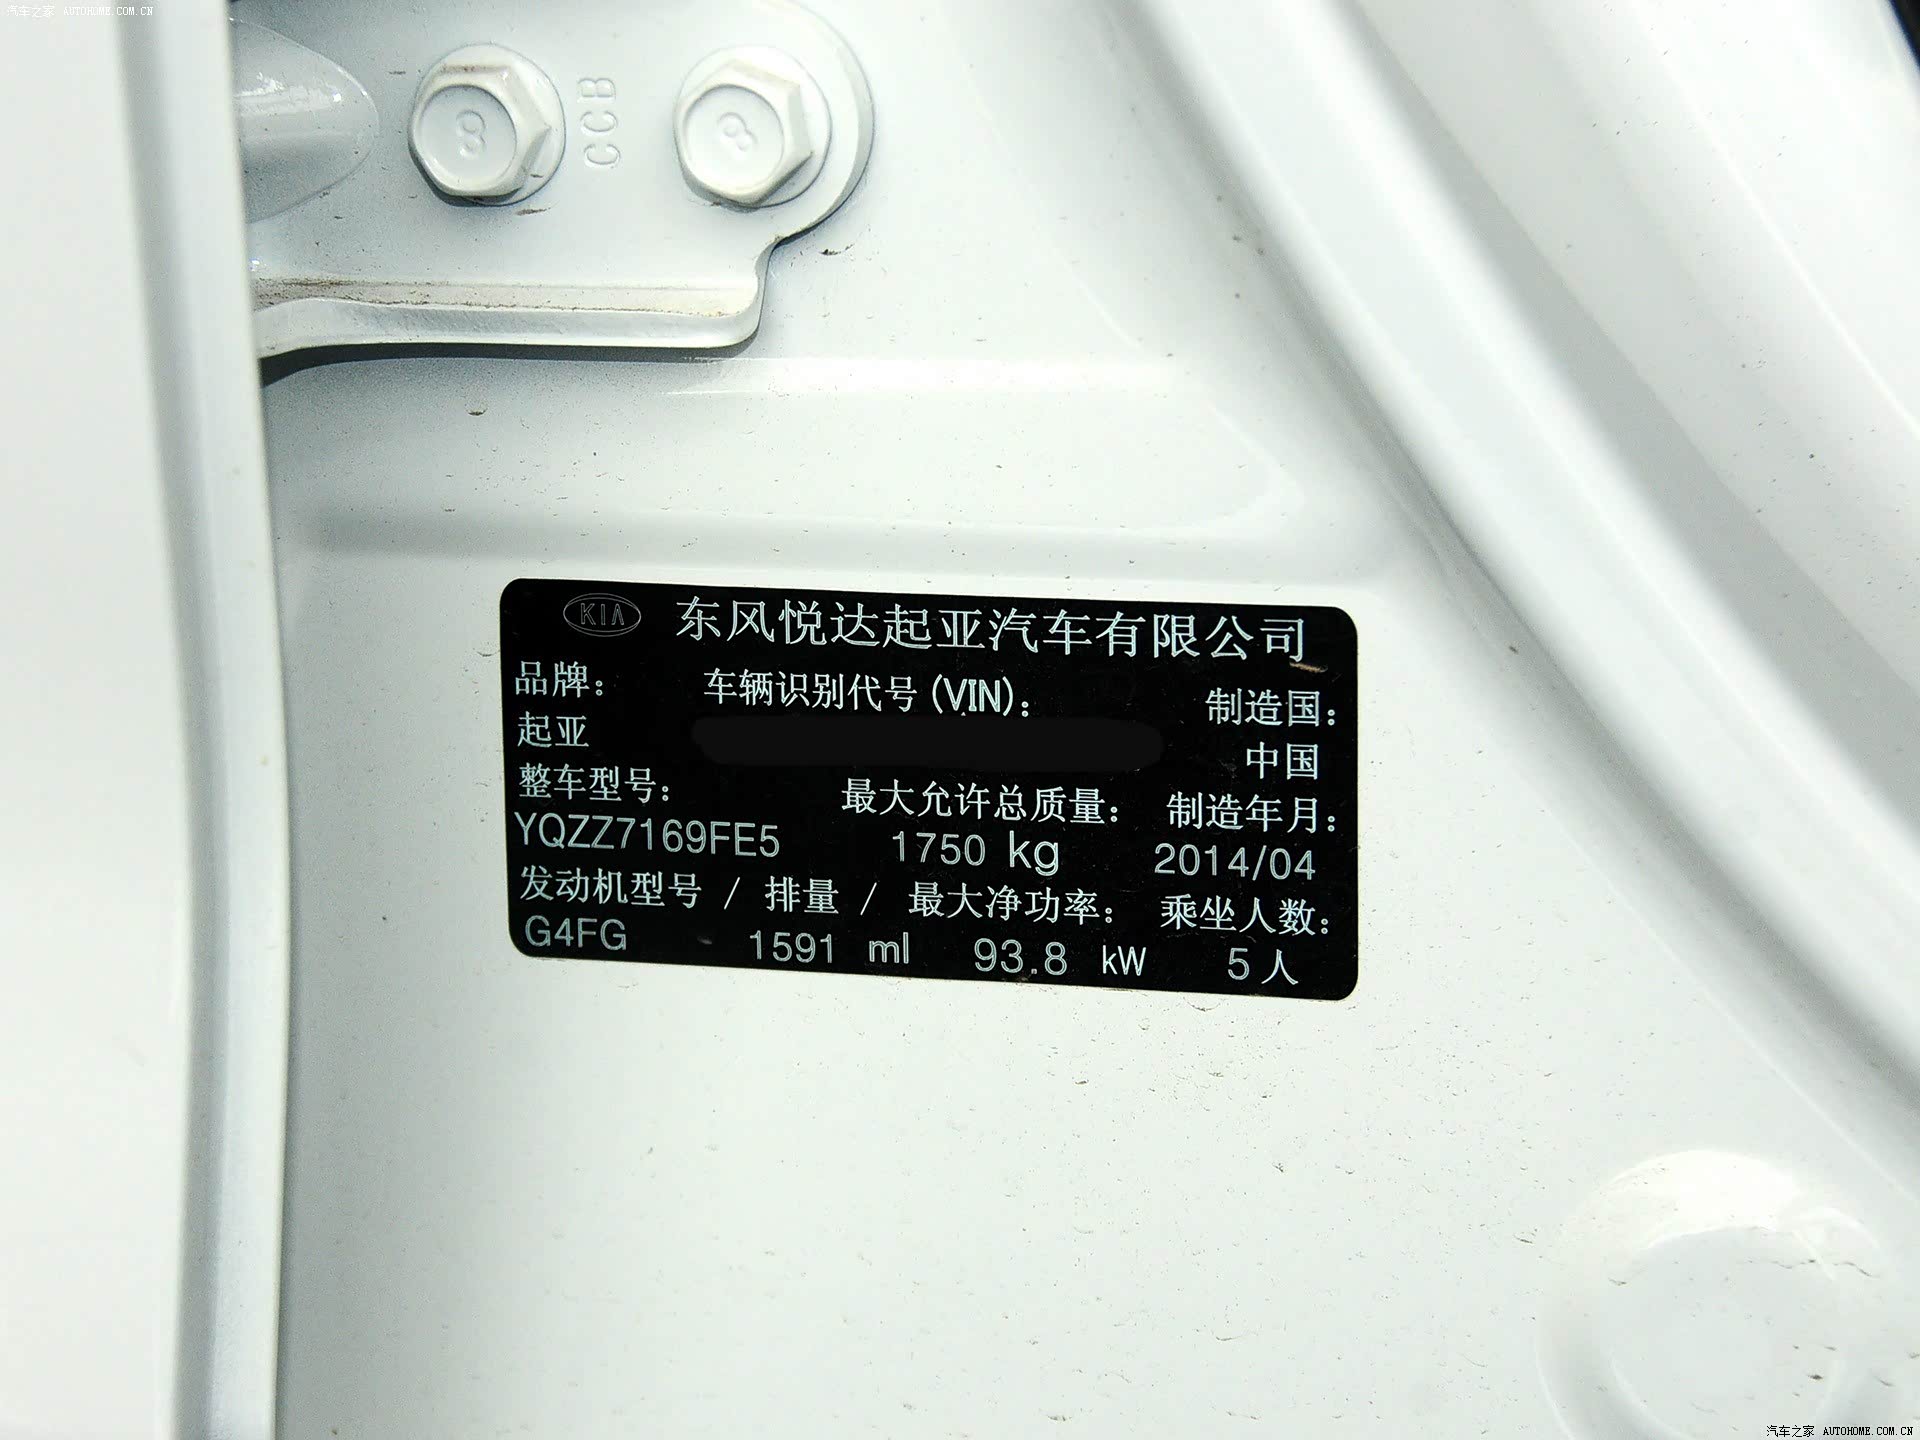 汽车之家 AUTOHOME.COM.CN
8 CCB 8
KIA 东风悦达起亚汽车有限公司
品牌: 车辆识别代号(VIN): 制造国:
起亚 中国
整车型号: 最大允许总质量: 制造年月:
YQZZ7169FE5 1750 kg 2014/04
发动机型号 / 排量 / 最大净功率: 乘坐人数:
G4FG 1591 ml 93.8 kW 5人
汽车之家 AUTOHOME.COM.CN